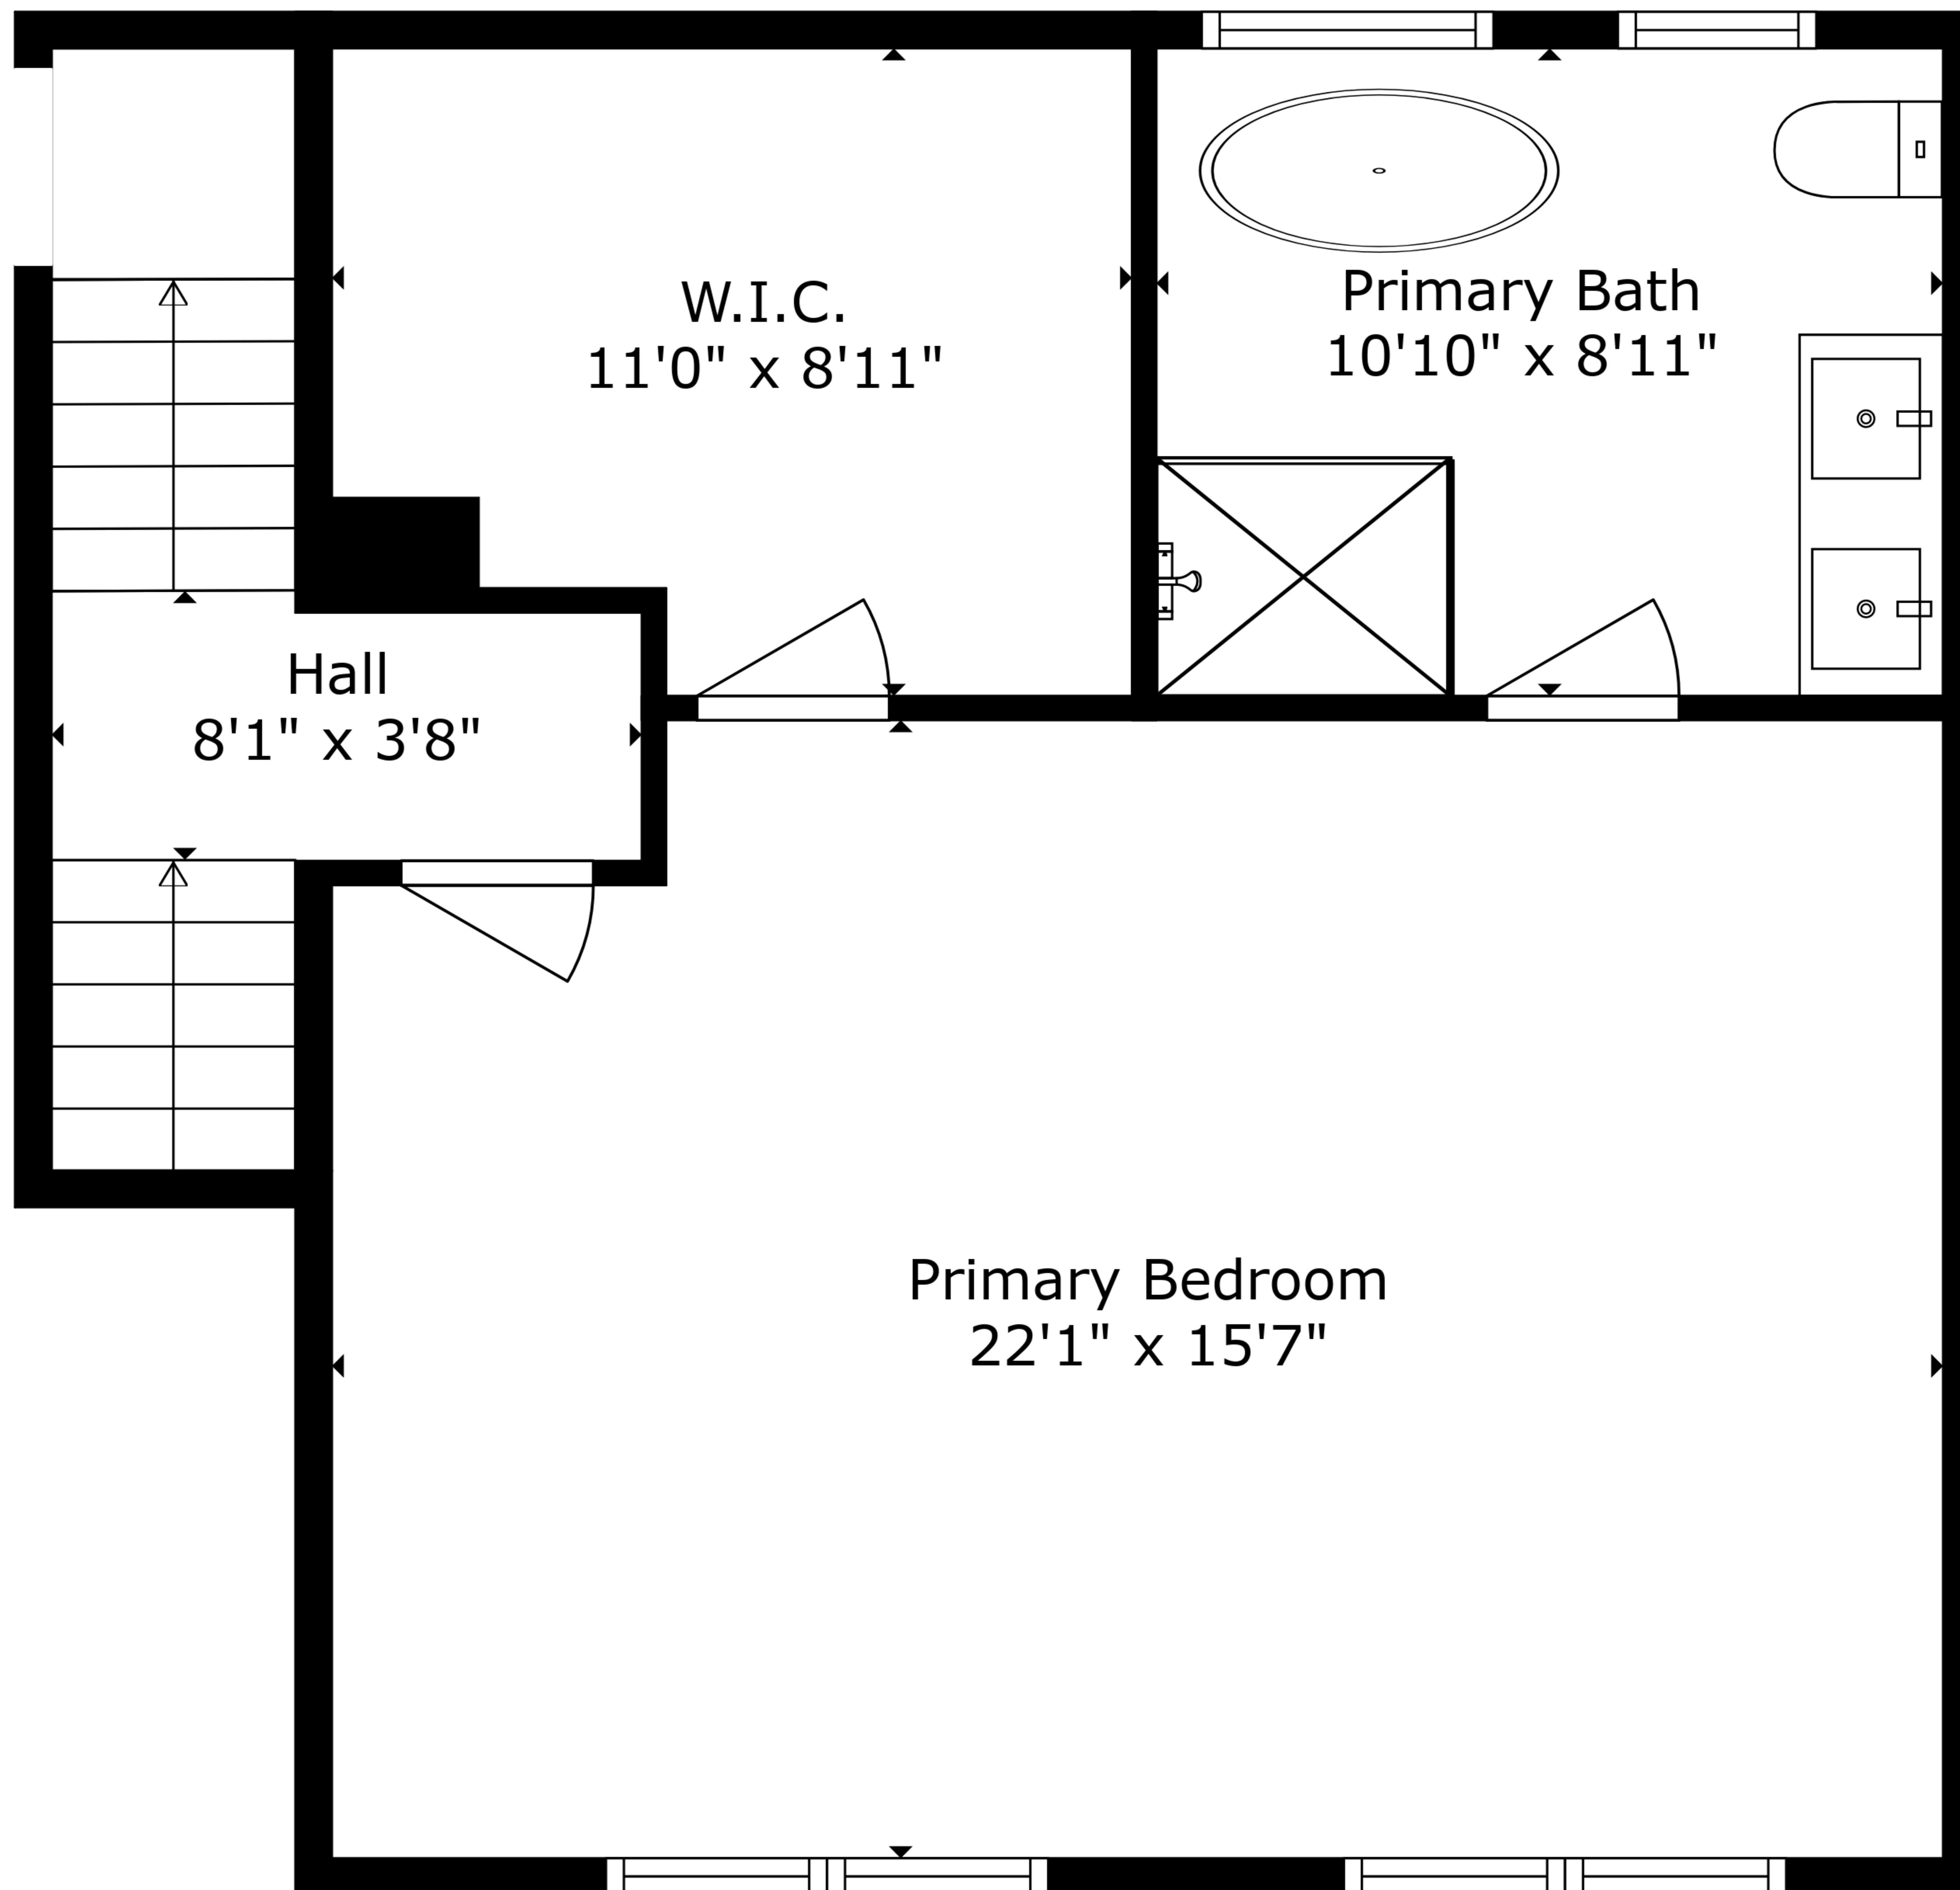 W.I.C.
11'0" x 8'11"
Primary Bath
10'10" x 8'11"
Hall
8'1" x 3'8"
Primary Bedroom
22'1" x 15'7"